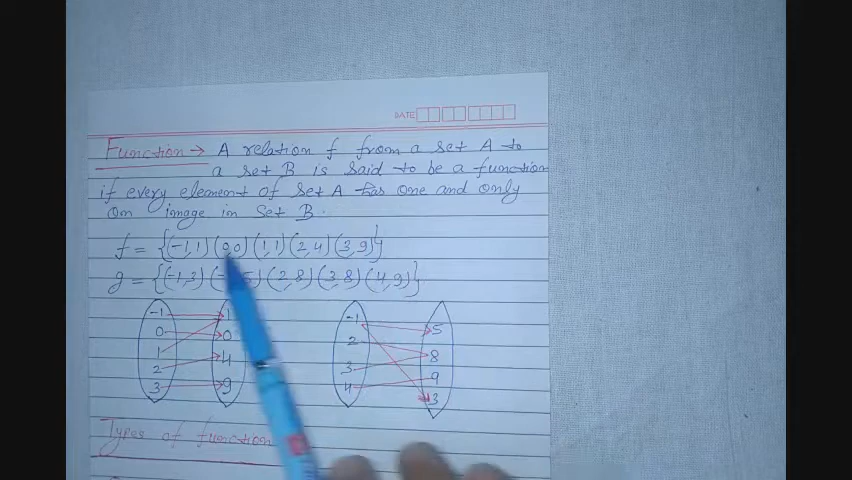 DATE
Function → A relation f from a set A to
a set B is said to be a function
if every element of set A has one and only
on image in set B.
f = {(-1,1) (0,0) (1,1) (2,4) (3,9)}
g = {(-1,3) (2,8) (3,8) (4,9)}
-1 1 -1 5
0 0 2 8
1 4 3 9
2 9 4 3
3
Types of function